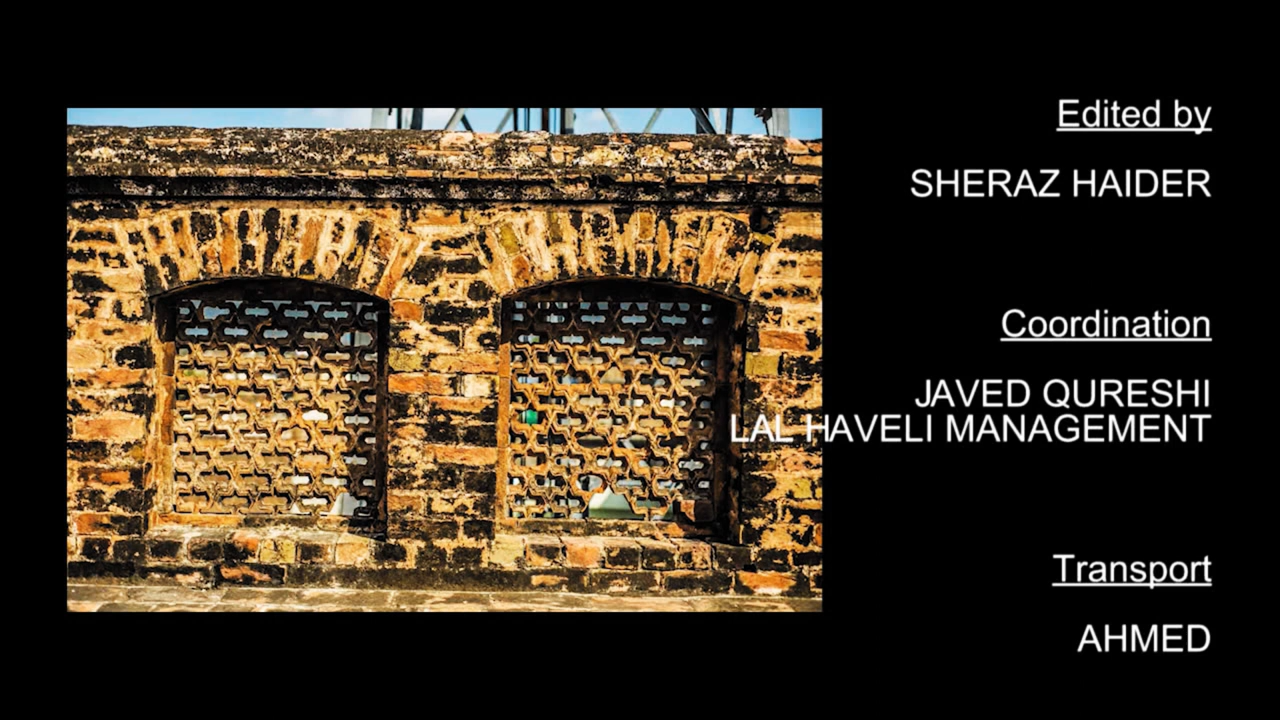 Edited by
SHERAZ HAIDER
Coordination
JAVED QURESHI
LAL HAVELI MANAGEMENT
Transport
AHMED